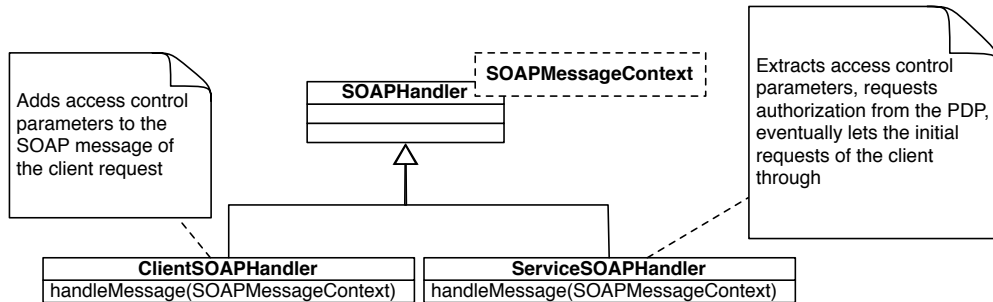 Adds access control
parameters to the
SOAP message of
the client request
SOAPMessageContext
SOAPHandler
Extracts access control
parameters, requests
authorization from the PDP,
eventually lets the initial
requests of the client
through
ClientSOAPHandler
handleMessage(SOAPMessageContext)
ServiceSOAPHandler
handleMessage(SOAPMessageContext)